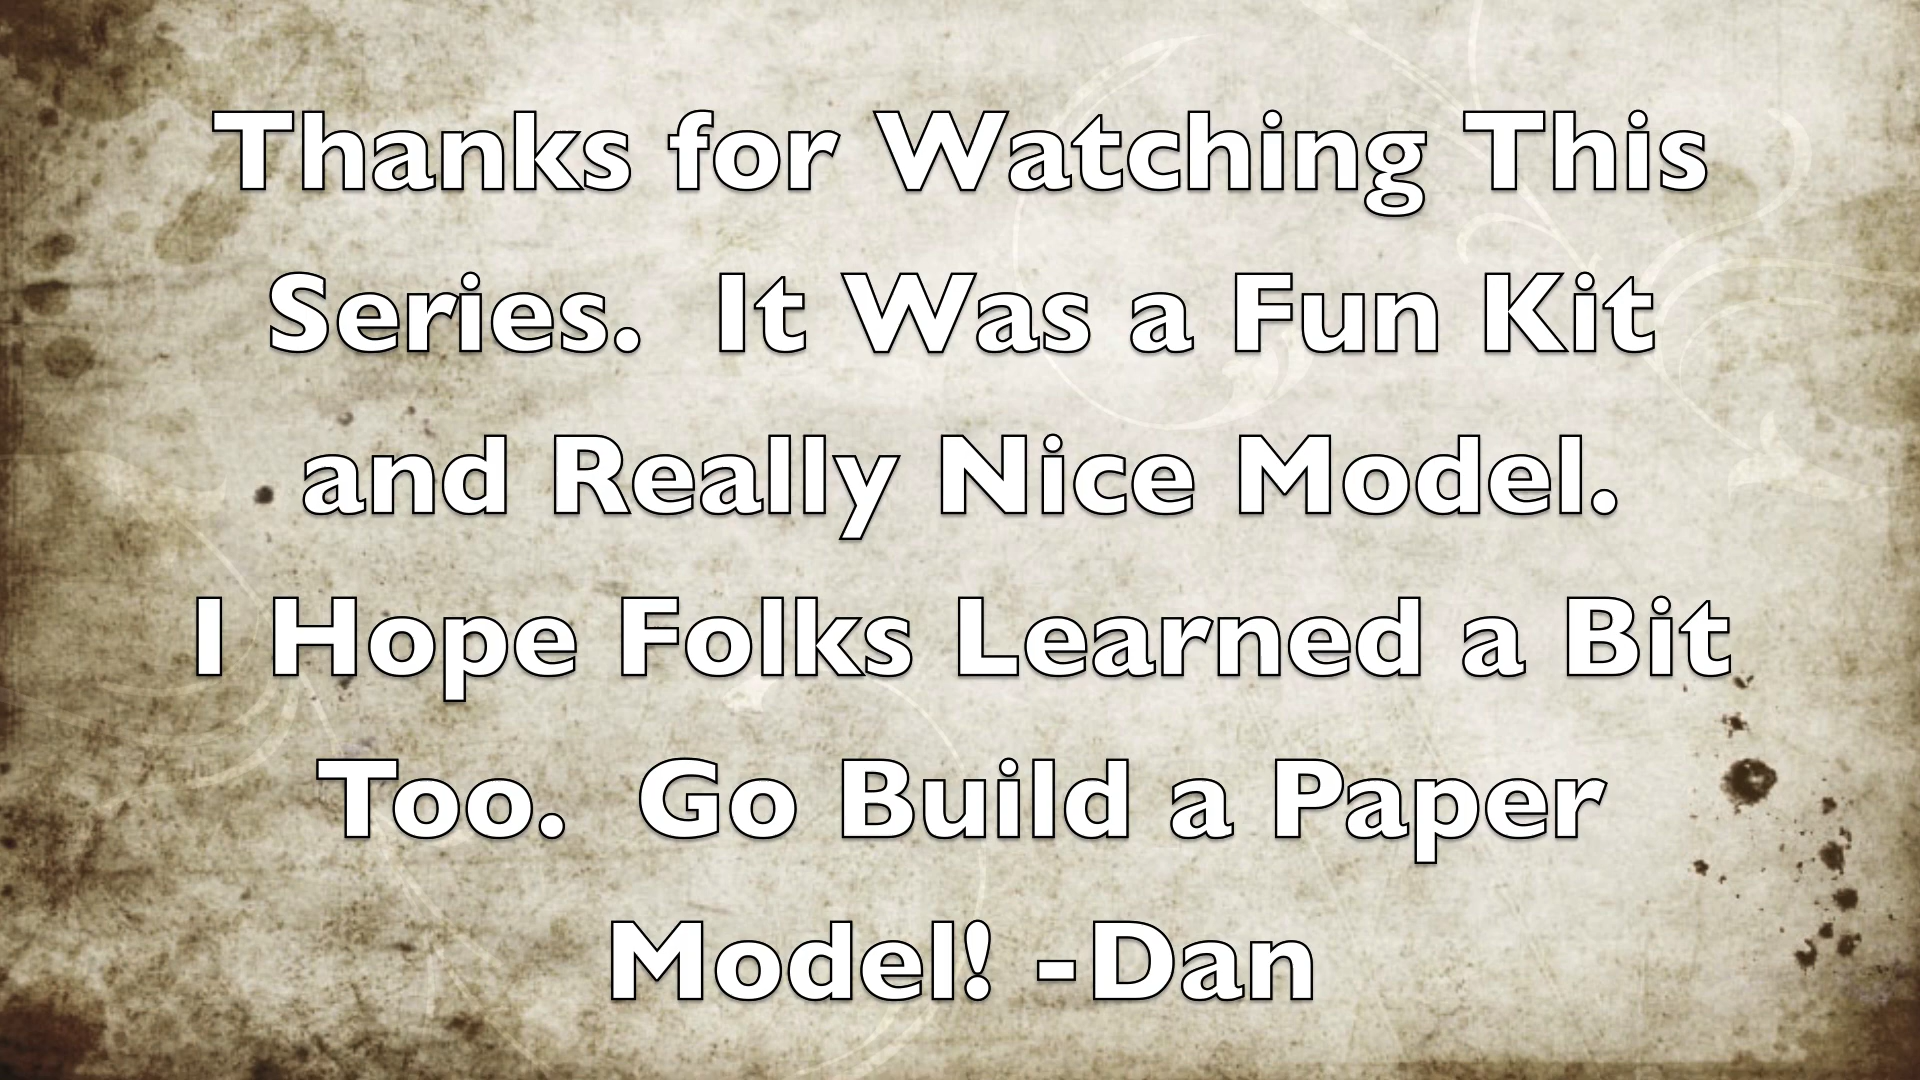 Thanks for Watching This
Series.  It Was a Fun Kit
and Really Nice Model.
I Hope Folks Learned a Bit
Too.  Go Build a Paper
Model! -Dan